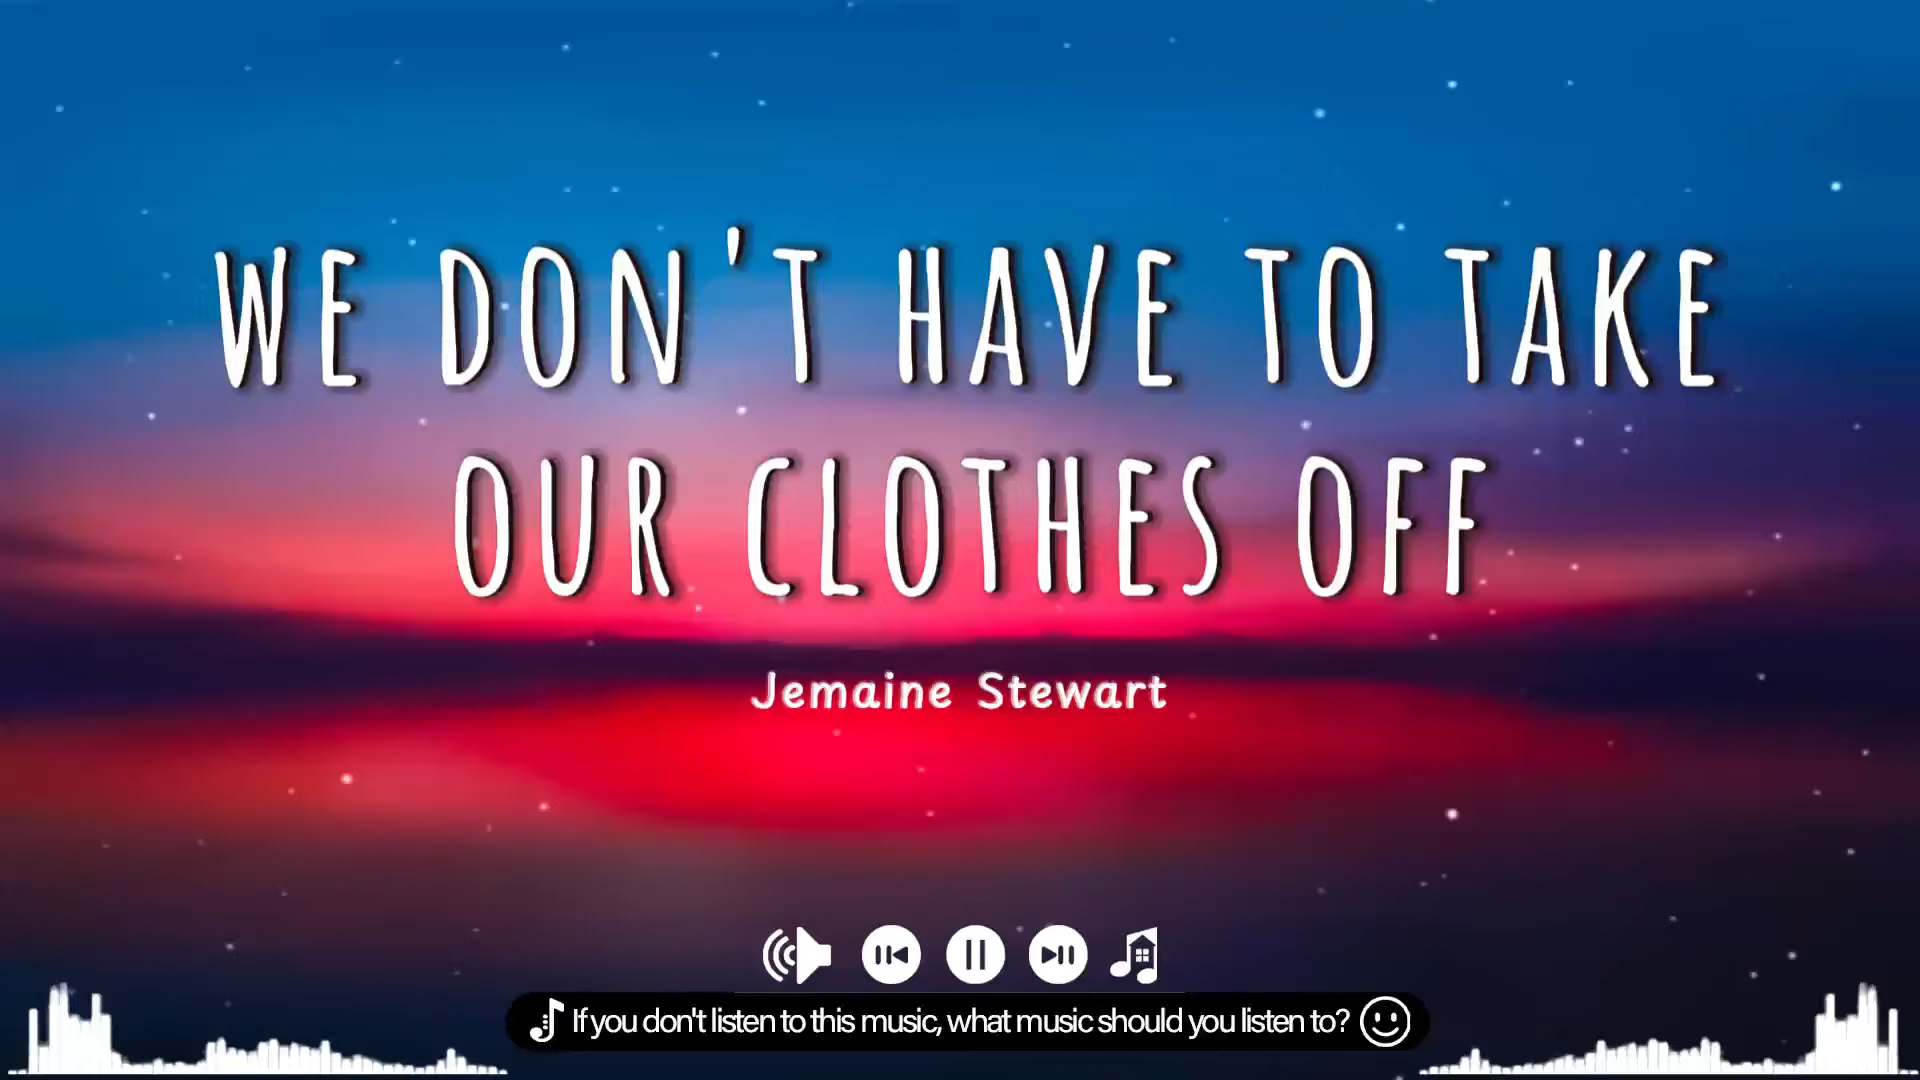 WE DON'T HAVE TO TAKE
OUR CLOTHES OFF
Jemaine Stewart
If you don't listen to this music, what music should you listen to?